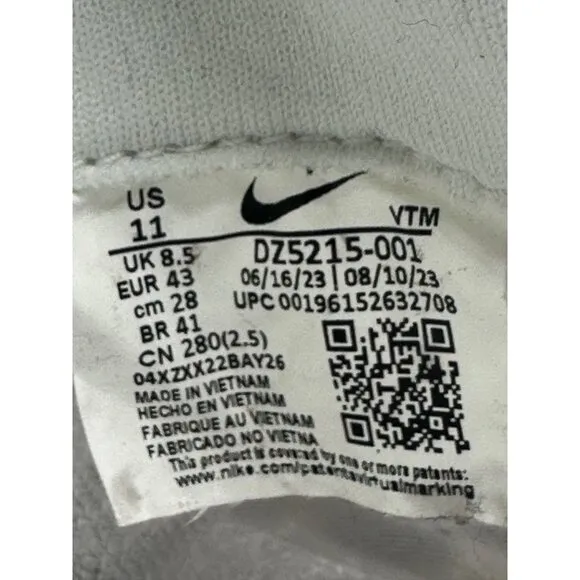 US
11
VTM
UK 8.5
DZ5215-001
EUR 43
06/16/23 | 08/10/23
cm 28
UPC 00196152632708
BR 41
CN 280(2.5)
04XZXX22BAY26
MADE IN VIETNAM
HECHO EN VIETNAM
FABRIQUE AU VIETNAM
FABRICADO NO VIETNA
This product is covered by one or more patents:
www.nike.com/patentsvirtualmarking